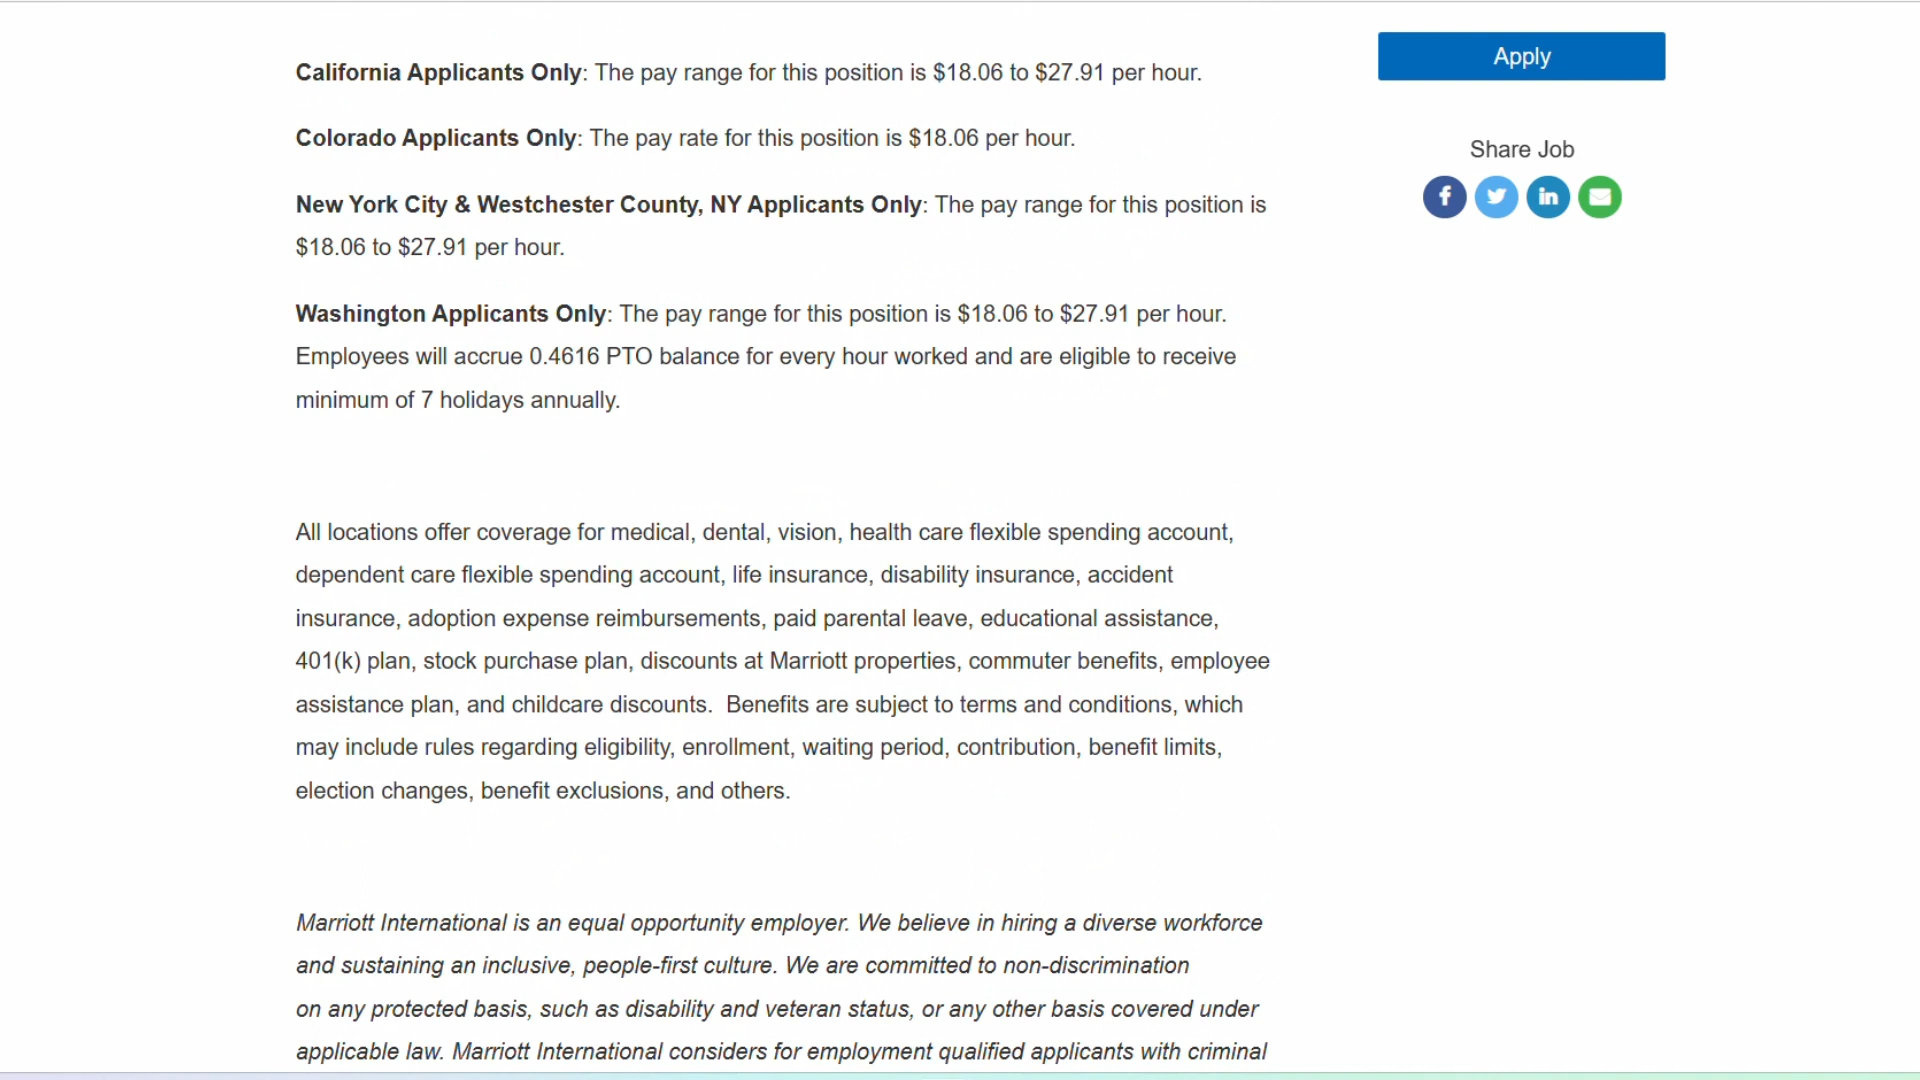 California Applicants Only: The pay range for this position is $18.06 to $27.91 per hour.
Apply
Colorado Applicants Only: The pay rate for this position is $18.06 per hour.
Share Job
New York City & Westchester County, NY Applicants Only: The pay range for this position is
$18.06 to $27.91 per hour.
Washington Applicants Only: The pay range for this position is $18.06 to $27.91 per hour.
Employees will accrue 0.4616 PTO balance for every hour worked and are eligible to receive
minimum of 7 holidays annually.
All locations offer coverage for medical, dental, vision, health care flexible spending account,
dependent care flexible spending account, life insurance, disability insurance, accident
insurance, adoption expense reimbursements, paid parental leave, educational assistance,
401(k) plan, stock purchase plan, discounts at Marriott properties, commuter benefits, employee
assistance plan, and childcare discounts.  Benefits are subject to terms and conditions, which
may include rules regarding eligibility, enrollment, waiting period, contribution, benefit limits,
election changes, benefit exclusions, and others.
Marriott International is an equal opportunity employer. We believe in hiring a diverse workforce
and sustaining an inclusive, people-first culture. We are committed to non-discrimination
on any protected basis, such as disability and veteran status, or any other basis covered under
applicable law. Marriott International considers for employment qualified applicants with criminal